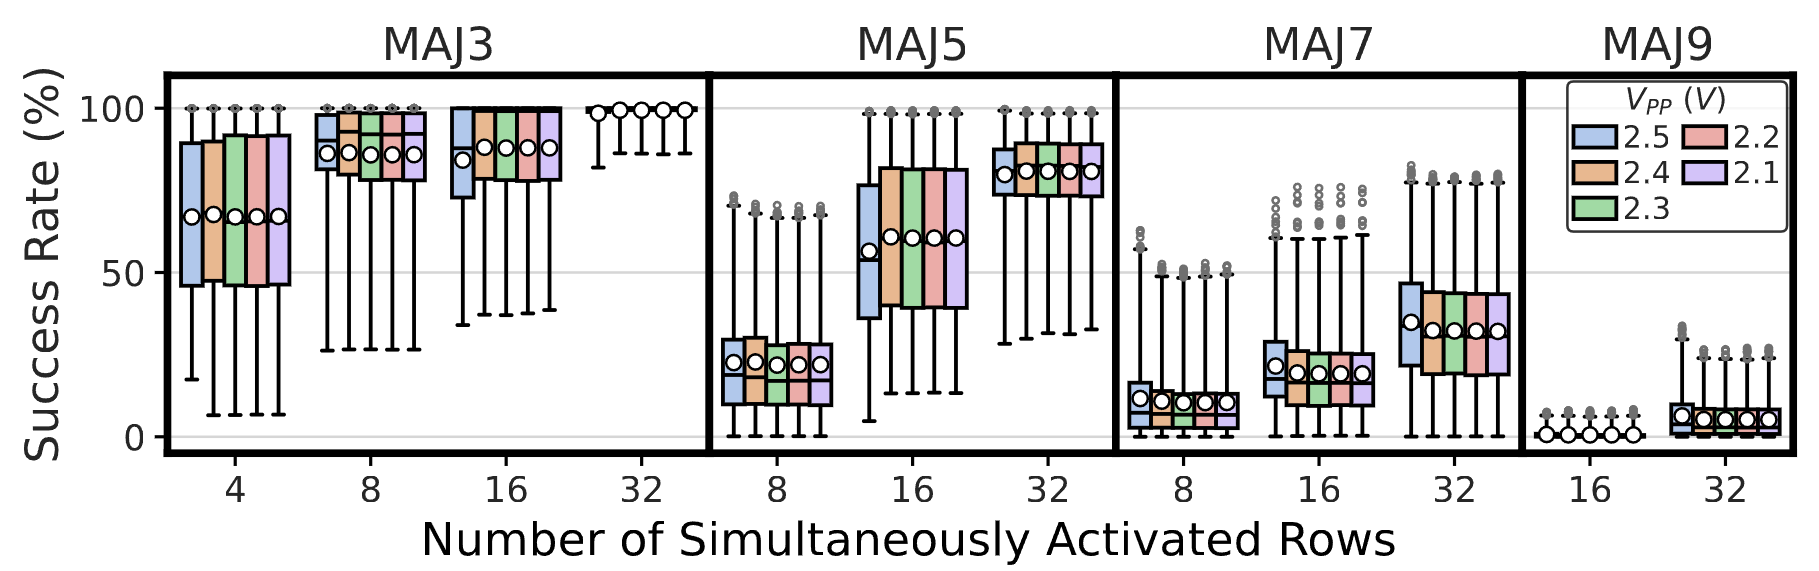 MAJ3 MAJ5 MAJ7 MAJ9
Success Rate (%)
100
50
0
V_PP (V)
2.5 2.2
2.4 2.1
2.3
4 8 16 32 8 16 32 8 16 32 16 32
Number of Simultaneously Activated Rows